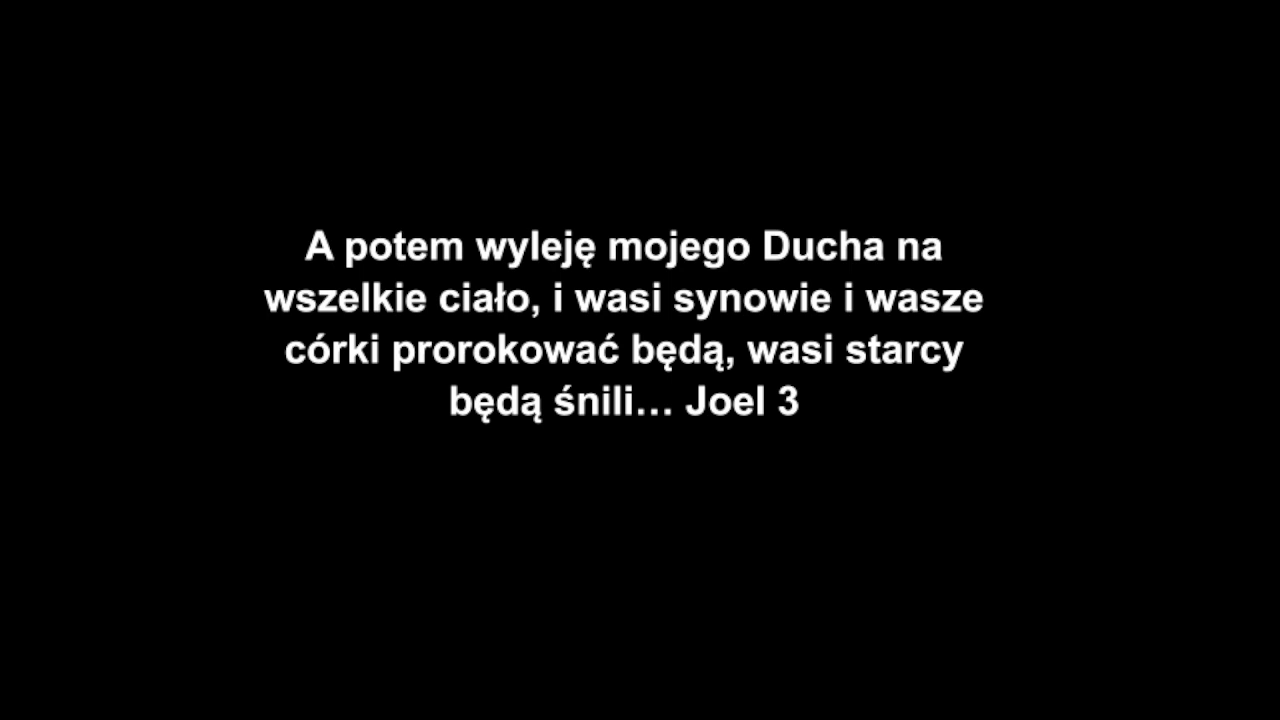 A potem wyleję mojego Ducha na
wszelkie ciało, i wasi synowie i wasze
córki prorokować będą, wasi starcy
będą śnili… Joel 3